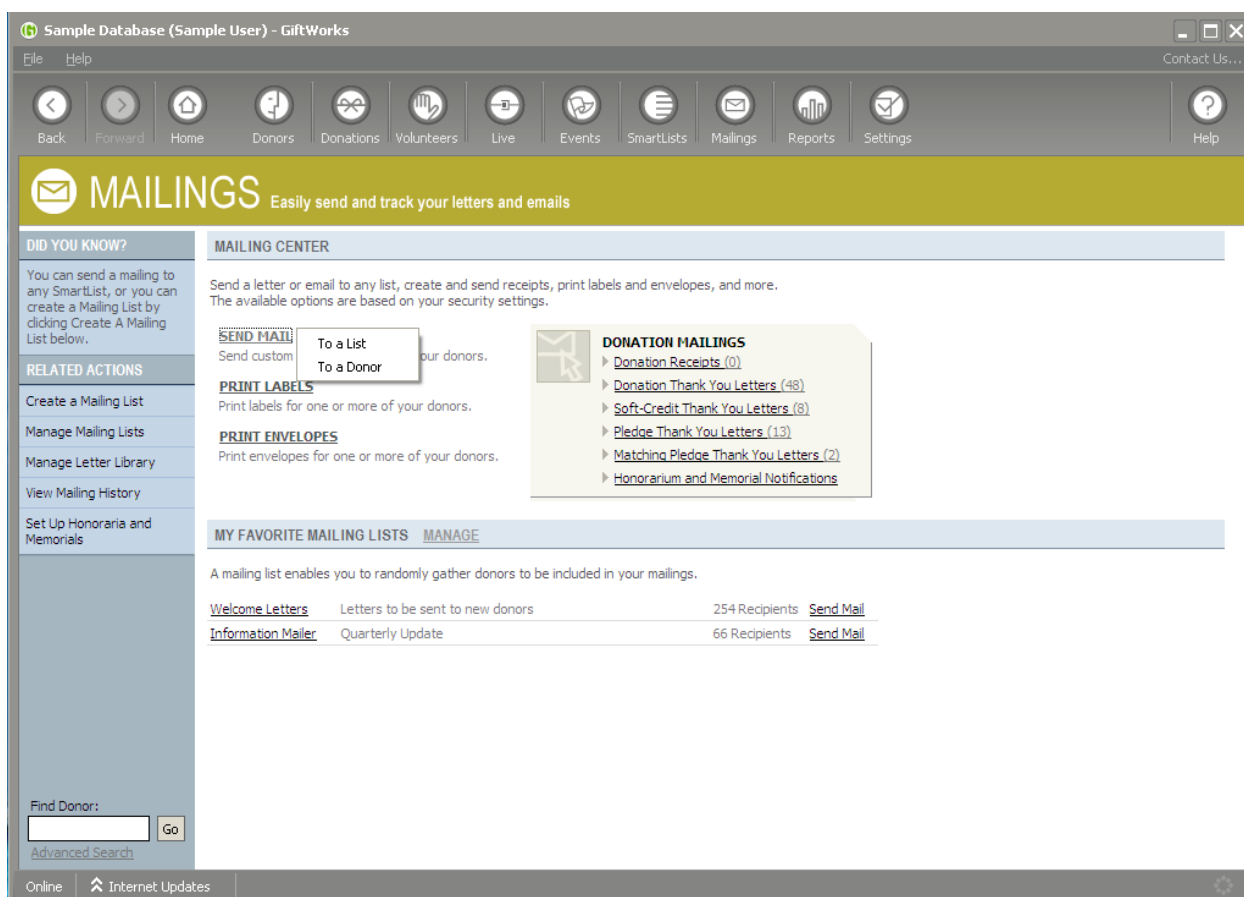 Sample Database (Sample User) - GiftWorks
File Help Contact Us...
Back Forward Home Donors Donations Volunteers Live Events SmartLists Mailings Reports Settings Help
MAILINGS Easily send and track your letters and emails
DID YOU KNOW?
You can send a mailing to
any SmartList, or you can
create a Mailing List by
clicking Create A Mailing
List below.
RELATED ACTIONS
Create a Mailing List
Manage Mailing Lists
Manage Letter Library
View Mailing History
Set Up Honoraria and
Memorials
Find Donor:
Go
Advanced Search
MAILING CENTER
Send a letter or email to any list, create and send receipts, print labels and envelopes, and more.
The available options are based on your security settings.
SEND MAIL
Send custom our donors.
To a List
To a Donor
PRINT LABELS
Print labels for one or more of your donors.
PRINT ENVELOPES
Print envelopes for one or more of your donors.
DONATION MAILINGS
Donation Receipts (0)
Donation Thank You Letters (48)
Soft-Credit Thank You Letters (8)
Pledge Thank You Letters (13)
Matching Pledge Thank You Letters (2)
Honorarium and Memorial Notifications
MY FAVORITE MAILING LISTS MANAGE
A mailing list enables you to randomly gather donors to be included in your mailings.
Welcome Letters Letters to be sent to new donors 254 Recipients Send Mail
Information Mailer Quarterly Update 66 Recipients Send Mail
Online Internet Updates